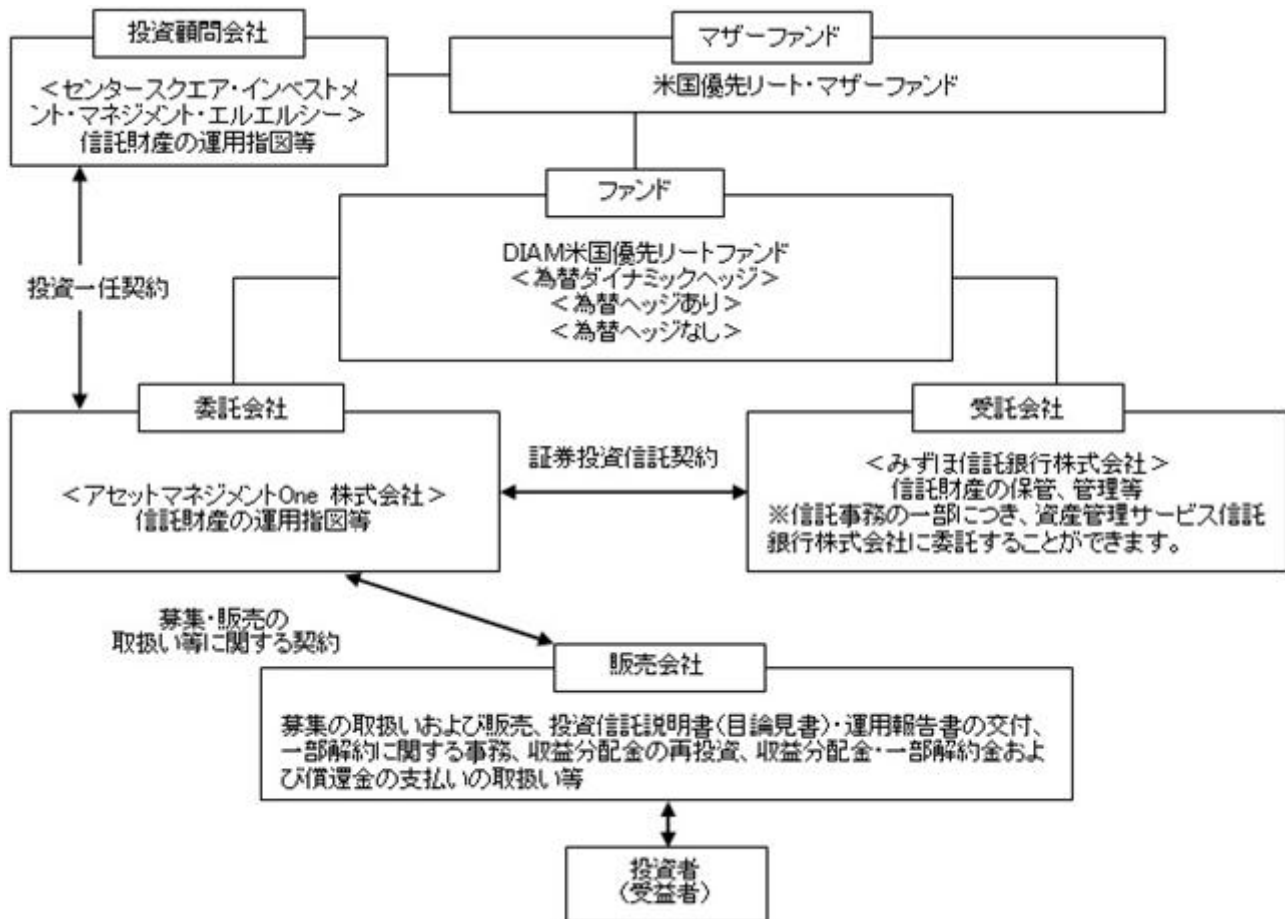 投資顧問会社
＜センタースクエア・インベストメ
ント・マネジメント・エルエルシー＞
信託財産の運用指図等
マザーファンド
米国優先リート・マザーファンド
ファンド
DIAM米国優先リートファンド
＜為替ダイナミックヘッジ＞
＜為替ヘッジあり＞
＜為替ヘッジなし＞
投資一任契約
委託会社
＜アセットマネジメントOne 株式会社＞
信託財産の運用指図等
証券投資信託契約
受託会社
＜みずほ信託銀行株式会社＞
信託財産の保管、管理等
※信託事務の一部につき、資産管理サービス信託
銀行株式会社に委託することができます。
募集・販売の
取扱い等に関する契約
販売会社
募集の取扱いおよび販売、投資信託説明書（目論見書）・運用報告書の交付、
一部解約に関する事務、収益分配金の再投資、収益分配金・一部解約金およ
び償還金の支払いの取扱い等
投資者
（受益者）